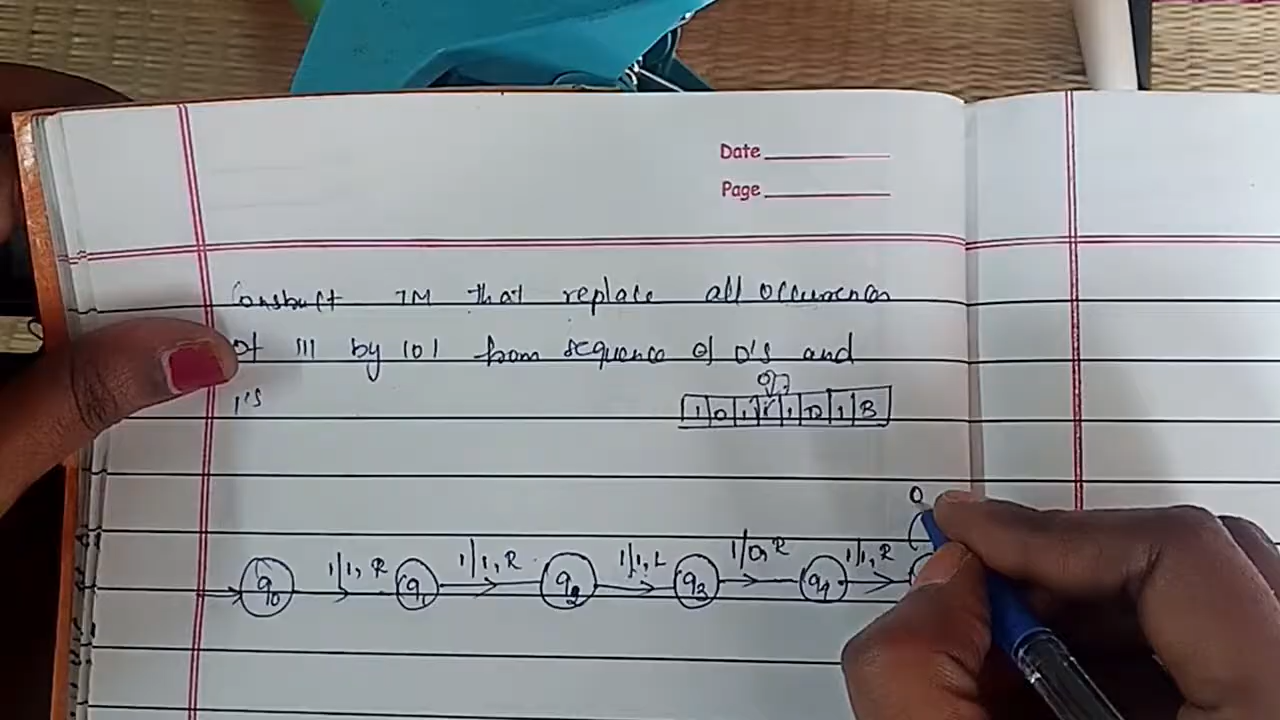 Date
Page
Construct TM that replace all occurences
of 111 by 101 from sequence of 0's and
1's
1 0 1 1 1 0 1 B
1/1, R 1/1, R 1/1, L 1/0, R 1/1, R 0
q0 q1 q2 q3 q4